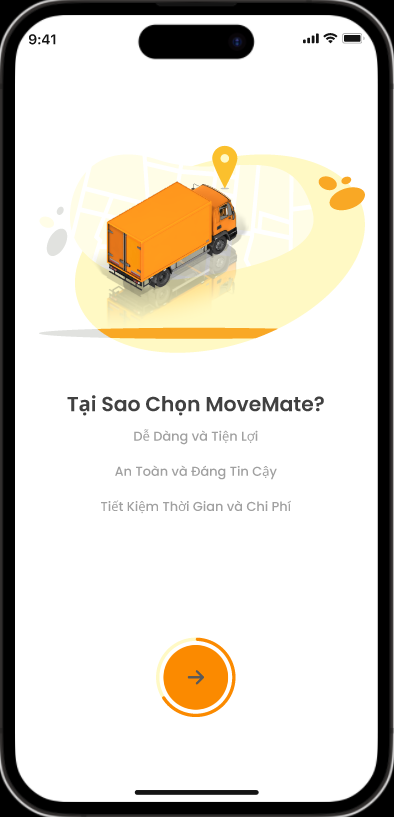 9:41
Tại Sao Chọn MoveMate?
Dễ Dàng và Tiện Lợi
An Toàn và Đáng Tin Cậy
Tiết Kiệm Thời Gian và Chi Phí